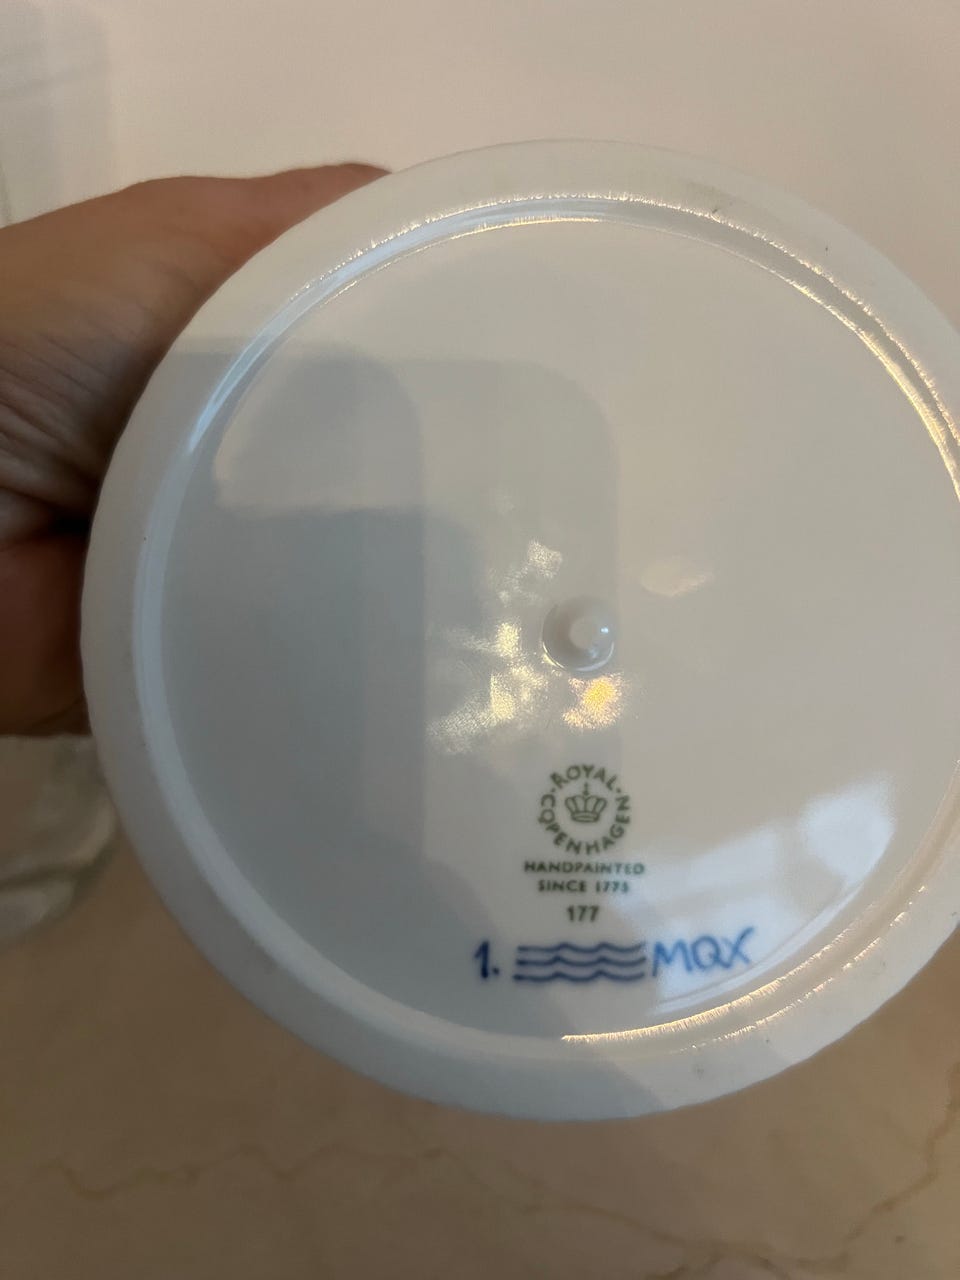 ROYAL COPENHAGEN
HANDPAINTED
SINCE 1775
177
1. MQX